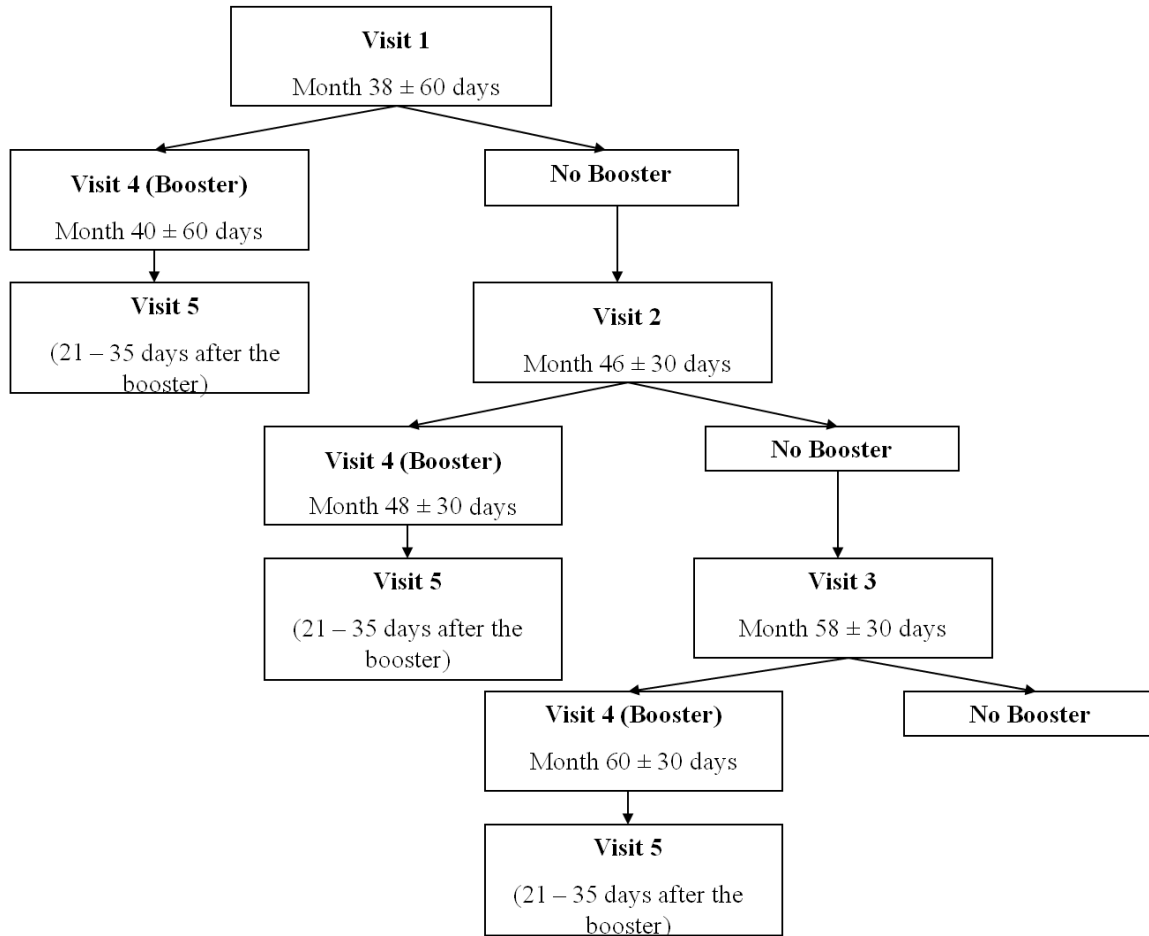 Visit 1
Month 38 ± 60 days
Visit 4 (Booster)
Month 40 ± 60 days
No Booster
Visit 5
(21 – 35 days after the
booster)
Visit 2
Month 46 ± 30 days
Visit 4 (Booster)
Month 48 ± 30 days
No Booster
Visit 5
(21 – 35 days after the
booster)
Visit 3
Month 58 ± 30 days
Visit 4 (Booster)
Month 60 ± 30 days
No Booster
Visit 5
(21 – 35 days after the
booster)